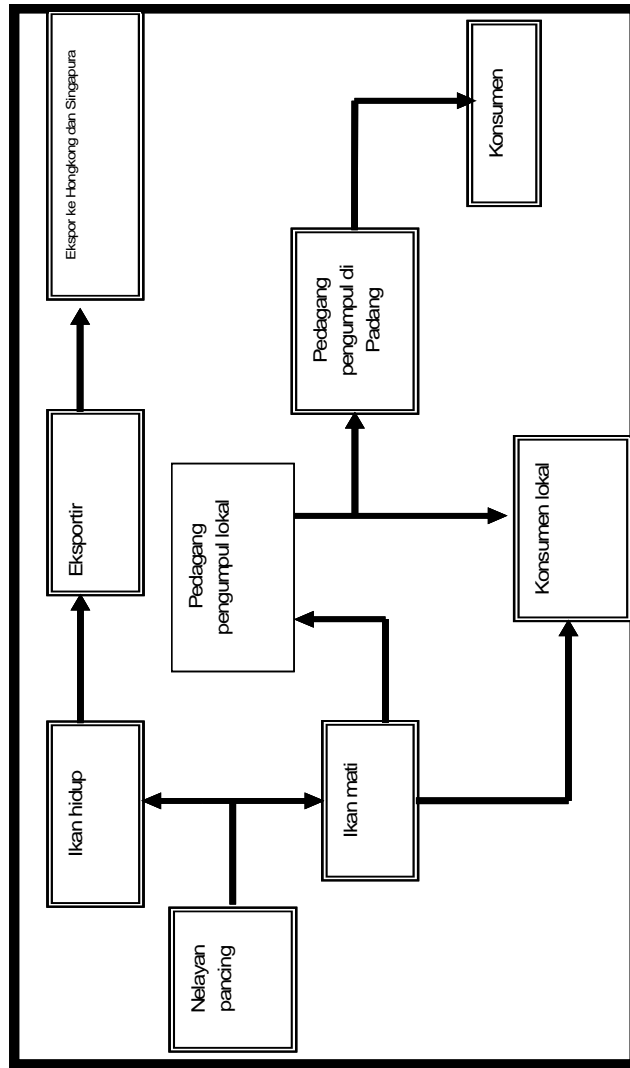 Nelayan
pancing
Ikan hidup
Ikan mati
Eksportir
Pedagang
pengumpul lokal
Ekspor ke Hongkong dan Singapura
Pedagang
pengumpul di
Padang
Konsumen lokal
Konsumen